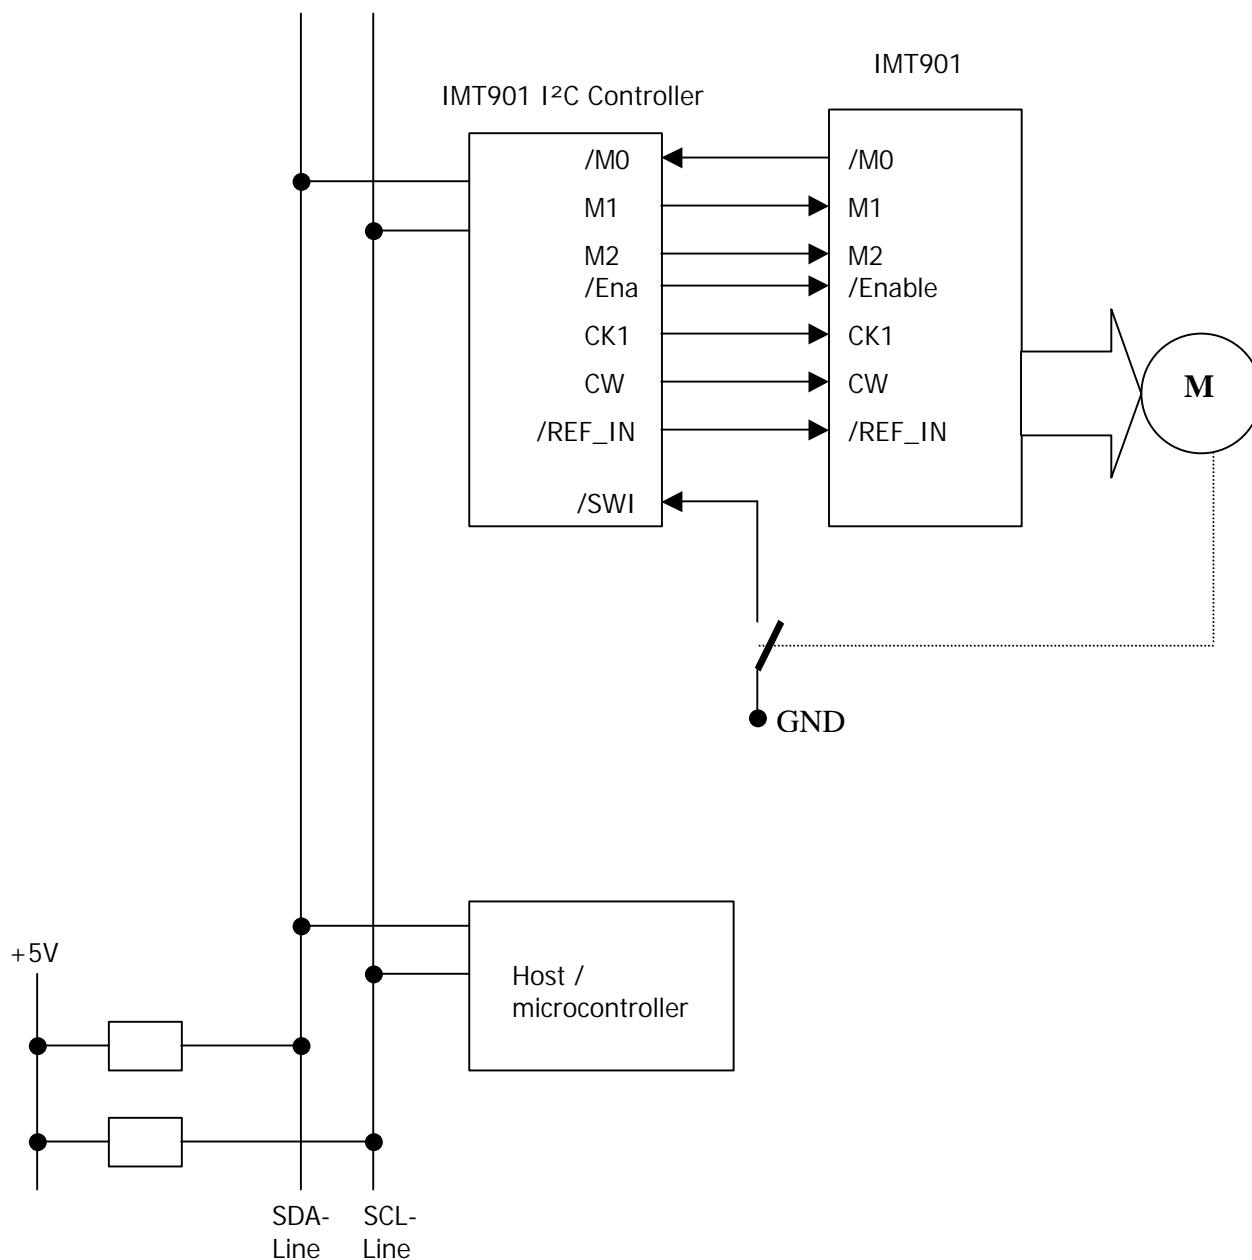 IMT901
IMT901 I²C Controller
/M0
M1
M2
/Ena
CK1
CW
/REF_IN
/SWI
/M0
M1
M2
/Enable
CK1
CW
/REF_IN
M
GND
Host /
microcontroller
+5V
SDA-
Line
SCL-
Line